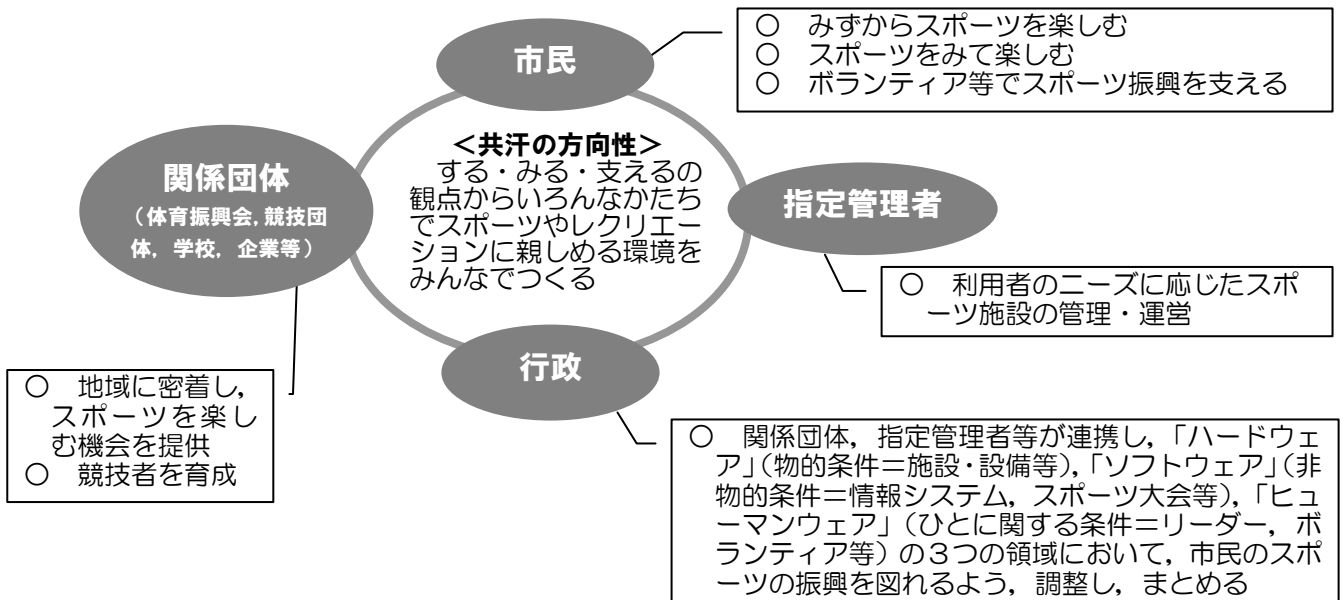 市民
○　みずからスポーツを楽しむ
○　スポーツをみて楽しむ
○　ボランティア等でスポーツ振興を支える
＜共汗の方向性＞
する・みる・支えるの
観点からいろんなかたち
でスポーツやレクリエー
ションに親しめる環境を
みんなでつくる
関係団体
（体育振興会，競技団
体，学校，企業等）
指定管理者
○　利用者のニーズに応じたスポ
ーツ施設の管理・運営
行政
○　地域に密着し，
スポーツを楽し
む機会を提供
○　競技者を育成
○　関係団体，指定管理者等が連携し，「ハードウェ
ア」（物的条件＝施設・設備等），「ソフトウェア」（非
物的条件＝情報システム，スポーツ大会等），「ヒュ
ーマンウェア」（ひとに関する条件＝リーダー，ボ
ランティア等）の３つの領域において，市民のスポ
ーツの振興を図れるよう，調整し，まとめる